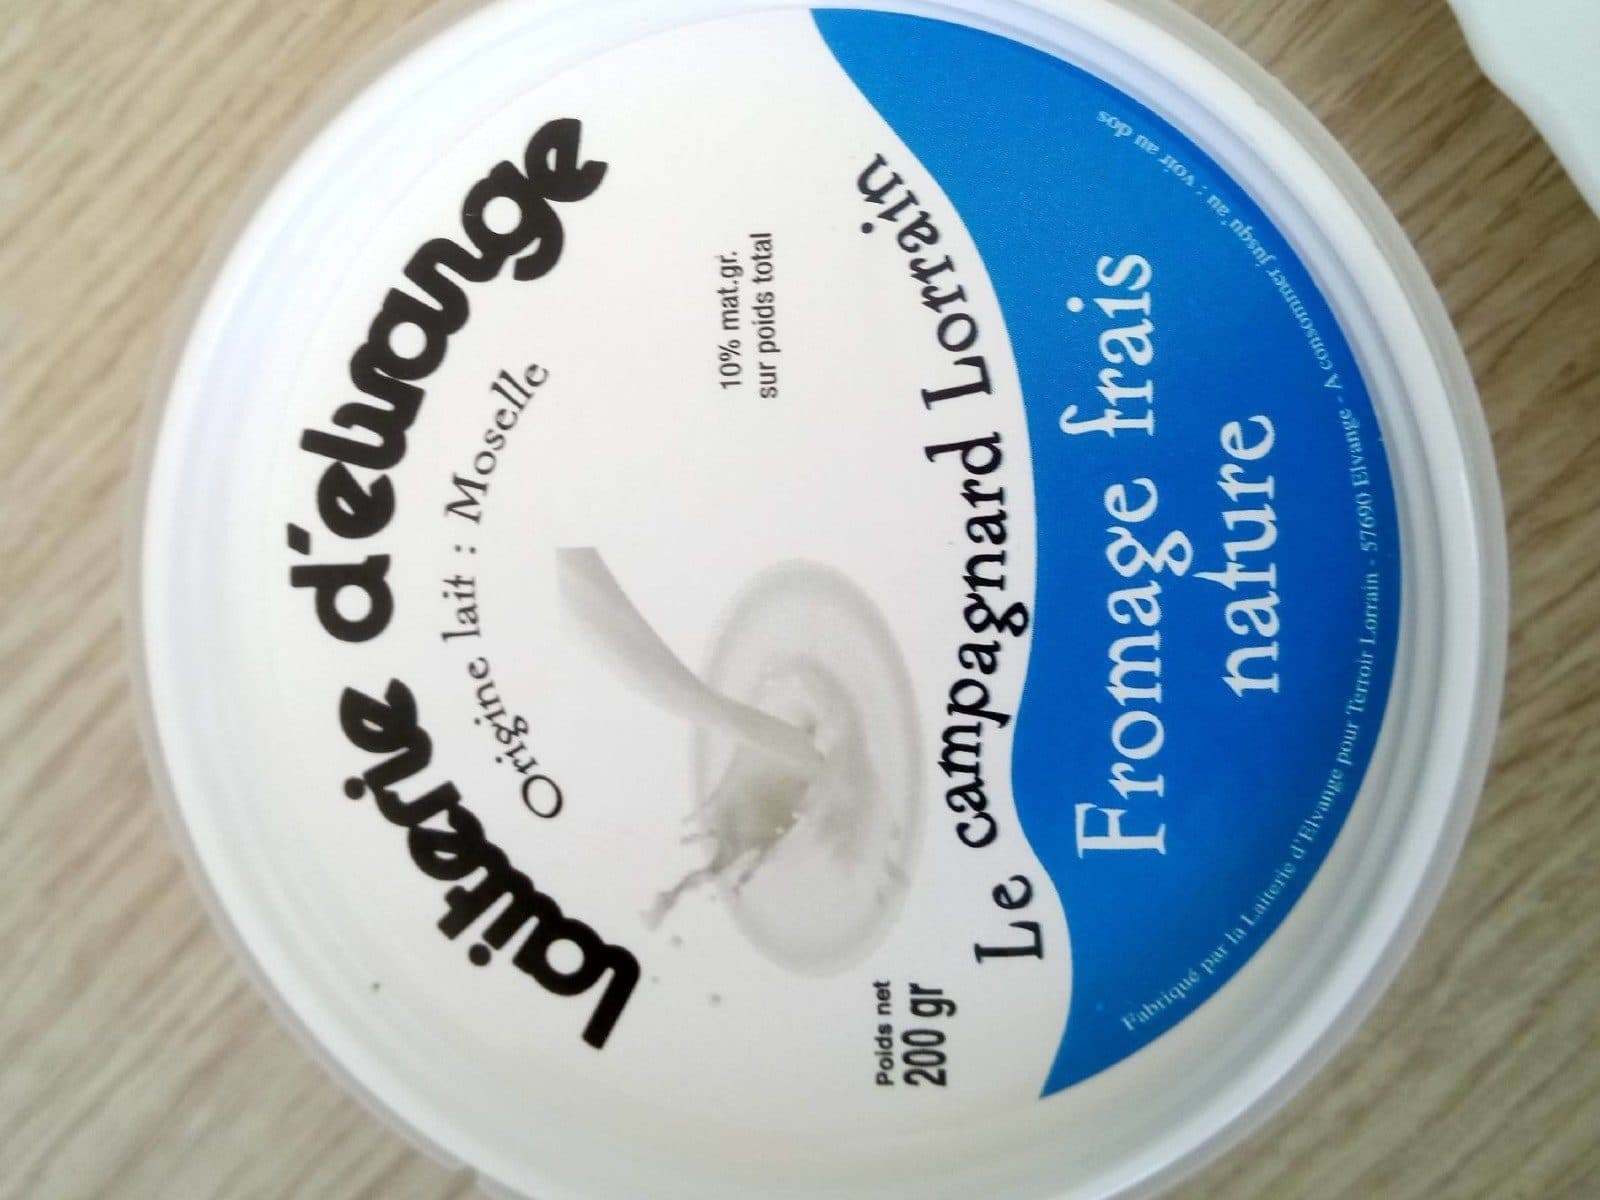 laiterie d'elvange
Origine lait : Moselle
10% mat.gr.
sur poids total
Poids net
200 gr
Le campagnard Lorrain
Fromage frais
nature
Fabriqué par la Laiterie d'Elvange pour Terroir Lorrain - 57690 Elvange - A consommer jusqu'au : voir au dos